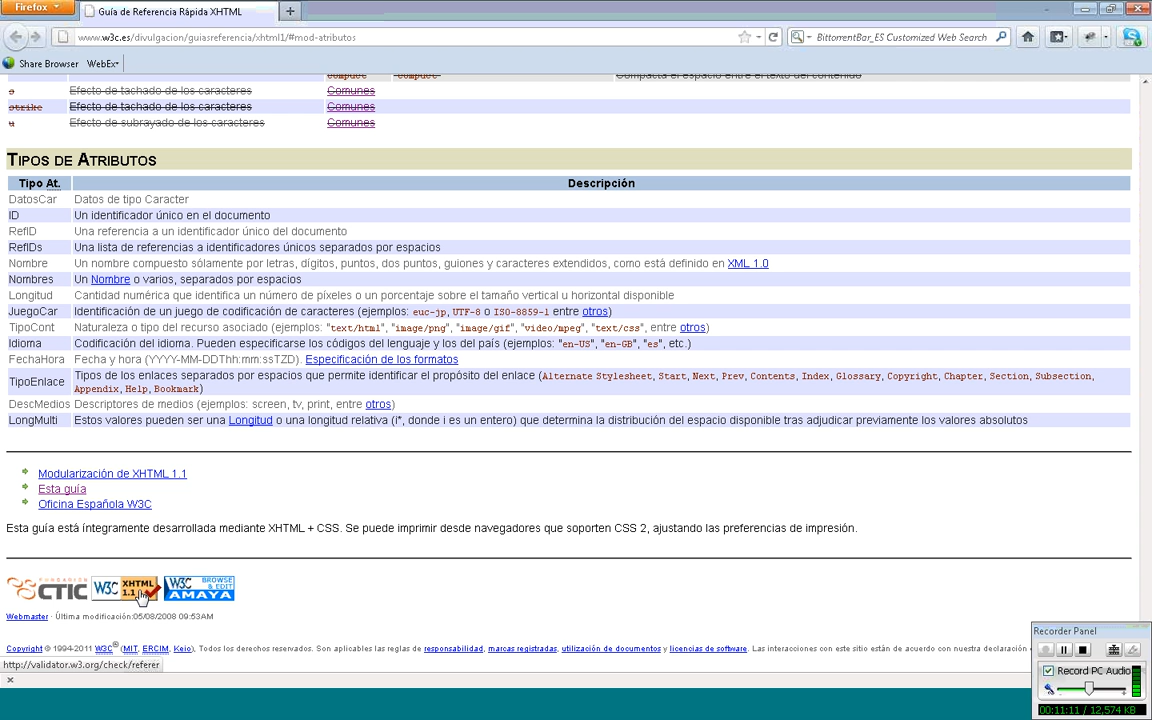 Firefox
Guía de Referencia Rápida XHTML
www.w3c.es/divulgacion/guiasreferencia/xhtml1/#mod-atributos
BittorrentBar_ES Customized Web Search
Share Browser WebEx
compact "compact" Compacta el espacio entre el texto del contenido
s Efecto de tachado de los caracteres Comunes
strike Efecto de tachado de los caracteres Comunes
u Efecto de subrayado de los caracteres Comunes
Tipos de Atributos
Tipo At. Descripción
DatosCar Datos de tipo Caracter
ID Un identificador único en el documento
RefID Una referencia a un identificador único del documento
RefIDs Una lista de referencias a identificadores únicos separados por espacios
Nombre Un nombre compuesto sólamente por letras, dígitos, puntos, dos puntos, guiones y caracteres extendidos, como está definido en XML 1.0
Nombres Un Nombre o varios, separados por espacios
Longitud Cantidad numérica que identifica un número de píxeles o un porcentaje sobre el tamaño vertical u horizontal disponible
JuegoCar Identificación de un juego de codificación de caracteres (ejemplos: euc-jp, UTF-8 o ISO-8859-1 entre otros)
TipoCont Naturaleza o tipo del recurso asociado (ejemplos: "text/html", "image/png", "image/gif", "video/mpeg", "text/css", entre otros)
Idioma Codificación del idioma. Pueden especificarse los códigos del lenguaje y los del país (ejemplos: "en-US", "en-GB", "es", etc.)
FechaHora Fecha y hora (YYYY-MM-DDThh:mm:ssTZD). Especificación de los formatos
TipoEnlace Tipos de los enlaces separados por espacios que permite identificar el propósito del enlace (Alternate Stylesheet, Start, Next, Prev, Contents, Index, Glossary, Copyright, Chapter, Section, Subsection,
Appendix, Help, Bookmark)
DescMedios Descriptores de medios (ejemplos: screen, tv, print, entre otros)
LongMulti Estos valores pueden ser una Longitud o una longitud relativa (i*, donde i es un entero) que determina la distribución del espacio disponible tras adjudicar previamente los valores absolutos
Modularización de XHTML 1.1
Esta guía
Oficina Española W3C
Esta guía está íntegramente desarrollada mediante XHTML + CSS. Se puede imprimir desde navegadores que soporten CSS 2, ajustando las preferencias de impresión.
FUNDACIÓN CTIC W3C XHTML 1.1 W3C BROWSE & EDIT AMAYA
Webmaster · Última modificación:05/08/2008 09:53AM
Copyright © 1994-2011 W3C® (MIT, ERCIM, Keio), Todos los derechos reservados. Son aplicables las reglas de responsabilidad, marcas registradas, utilización de documentos y licencias de software. Las interacciones con este sitio están de acuerdo con nuestra declaración
http://validator.w3.org/check/referer
Recorder Panel
Record PC Audio
00:11:11 / 12,574 KB